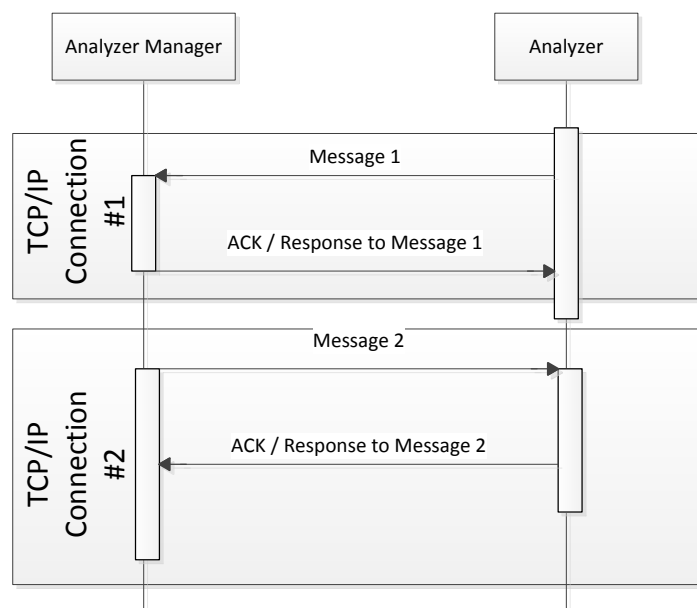 Analyzer Manager
Analyzer
TCP/IP
Connection
#1
Message 1
ACK / Response to Message 1
TCP/IP
Connection
#2
Message 2
ACK / Response to Message 2